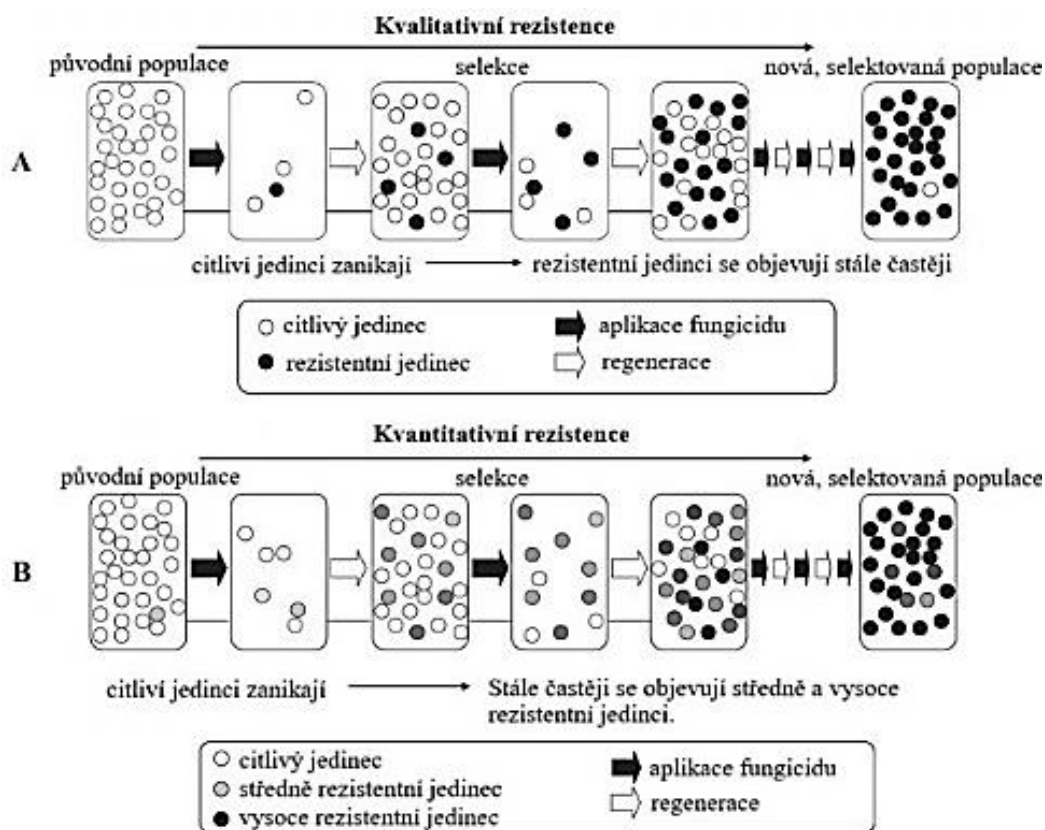 Kvalitativní rezistence
původní populace
selekce
nová, selektovaná populace
A
citliví jedinci zanikají
rezistentní jedinci se objevují stále častěji
citlivý jedinec
aplikace fungicidu
rezistentní jedinec
regenerace
Kvantitativní rezistence
původní populace
selekce
nová, selektovaná populace
B
citliví jedinci zanikají
Stále častěji se objevují středně a vysoce
rezistentní jedinci.
citlivý jedinec
středně rezistentní jedinec
aplikace fungicidu
vysoce rezistentní jedinec
regenerace